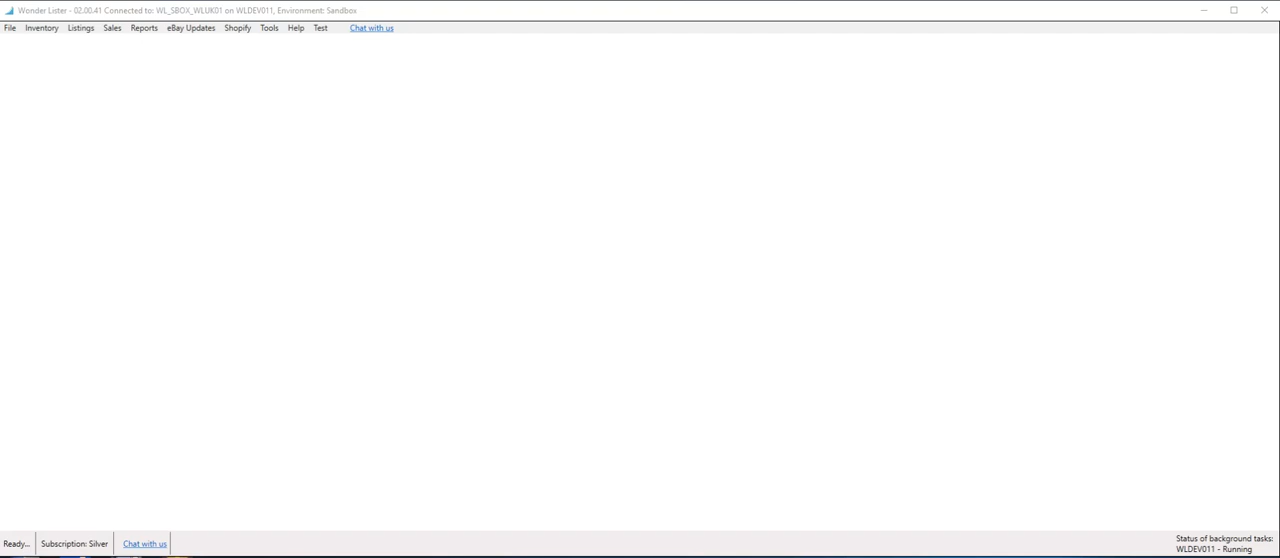 Wonder Lister - 02.00.41 Connected to: WL_SBOX_WLUK01 on WLDEV011, Environment: Sandbox
File Inventory Listings Sales Reports eBay Updates Shopify Tools Help Test Chat with us
Ready... Subscription: Silver Chat with us
Status of background tasks:
WLDEV011 - Running